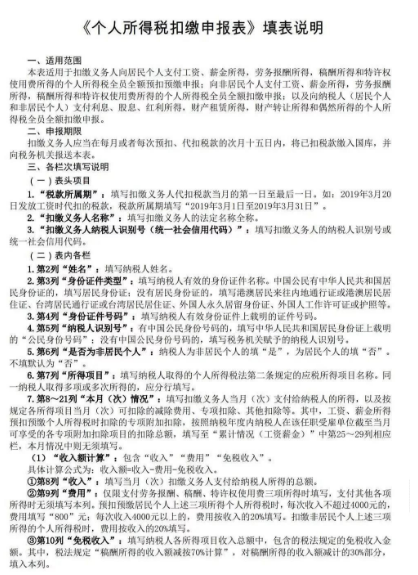 《个人所得税扣缴申报表》填表说明
一、适用范围
本表适用于扣缴义务人向居民个人支付工资、薪金所得，劳务报酬所得，稿酬所得和特许权
使用费所得的个人所得税全员全额预扣预缴申报；向非居民个人支付工资、薪金所得，劳务报酬
所得，稿酬所得和特许权使用费所得的个人所得税全员全额扣缴申报；以及向纳税人（居民个人
和非居民个人）支付利息、股息、红利所得，财产租赁所得，财产转让所得和偶然所得的个人所
得税全员全额扣缴申报。
二、申报期限
扣缴义务人应当在每月或者每次预扣、代扣税款的次月十五日内，将已扣税款缴入国库，并
向税务机关报送本表。
三、各栏次填写说明
（一）表头项目
1.“税款所属期”：填写扣缴义务人代扣税款当月的第一日至最后一日。如：2019年3月20
日发放工资时代扣的税款，税款所属期填写“2019年3月1日至2019年3月31日”。
2.“扣缴义务人名称”：填写扣缴义务人的法定名称全称。
3.“扣缴义务人纳税人识别号（统一社会信用代码）”：填写扣缴义务人的纳税人识别号或
统一社会信用代码。
（二）表内各栏
1.第2列“姓名”：填写纳税人姓名。
2.第3列“身份证件类型”：填写纳税人有效的身份证件名称。中国公民有中华人民共和国居
民身份证的，填写居民身份证；没有居民身份证的，填写港澳居民来往内地通行证或港澳居民居
住证、台湾居民通行证或台湾居民居住证、外国人永久居留身份证、外国人工作许可证或护照等。
3.第4列“身份证件号码”：填写纳税人有效身份证件上载明的证件号码。
4.第5列“纳税人识别号”：有中国公民身份号码的，填写中华人民共和国居民身份证上载明
的“公民身份号码”；没有中国公民身份号码的，填写税务机关赋予的纳税人识别号。
5.第6列“是否为非居民个人”：纳税人为非居民个人的填“是”，为居民个人的填“否”。
不填默认为“否”。
6.第7列“所得项目”：填写纳税人取得的个人所得税法第二条规定的应税所得项目名称。同
一纳税人取得多项或多次所得的，应分行填写。
7.第8～21列“本月（次）情况”：填写扣缴义务人当月（次）支付给纳税人的所得，以及按
规定各所得项目当月（次）可扣除的减除费用、专项扣除、其他扣除等。其中，工资、薪金所得
预扣预缴个人所得税时扣除的专项附加扣除，按照纳税年度内纳税人在该任职受雇单位截至当月
可享受的各专项附加扣除项目的扣除总额，填写至“累计情况（工资薪金）”中第25～29列相应
栏，本月情况中则无须填写。
（1）“收入额计算”：包含“收入”“费用”“免税收入”。
具体计算公式为：收入额=收入-费用-免税收入。
①第8列“收入”：填写当月（次）扣缴义务人支付给纳税人所得的总额。
②第9列“费用”：仅限支付劳务报酬、稿酬、特许权使用费三项所得时填写，支付其他各项
所得时无须填写本列。预扣预缴居民个人上述三项所得个人所得税时，每次收入不超过4000元的，
费用填写“800”元；每次收入4000元以上的，费用按收入的20%填写。扣缴非居民个人上述三项
所得的个人所得税时，费用按收入的20%填写。
③第10列“免税收入”：填写纳税人各所得项目收入总额中，包含的税法规定的免税收入金
额。其中，税法规定“稿酬所得的收入额减按70%计算”，对稿酬所得的收入额减计的30%部分，
填入本列。